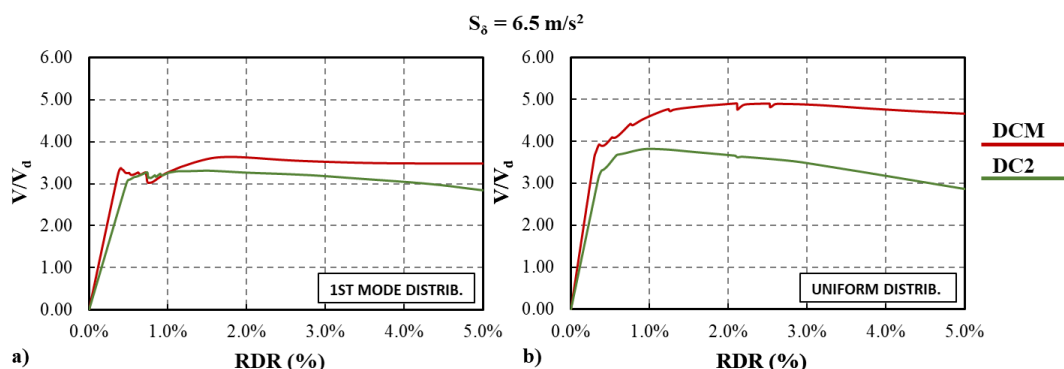 S_δ = 6.5 m/s²
V/V_d
6.00
5.00
4.00
3.00
2.00
1.00
0.00
1ST MODE DISTRIB.
0.0% 1.0% 2.0% 3.0% 4.0% 5.0%
a) RDR (%)
V/V_d
6.00
5.00
4.00
3.00
2.00
1.00
0.00
UNIFORM DISTRIB.
0.0% 1.0% 2.0% 3.0% 4.0% 5.0%
b) RDR (%)
DCM
DC2